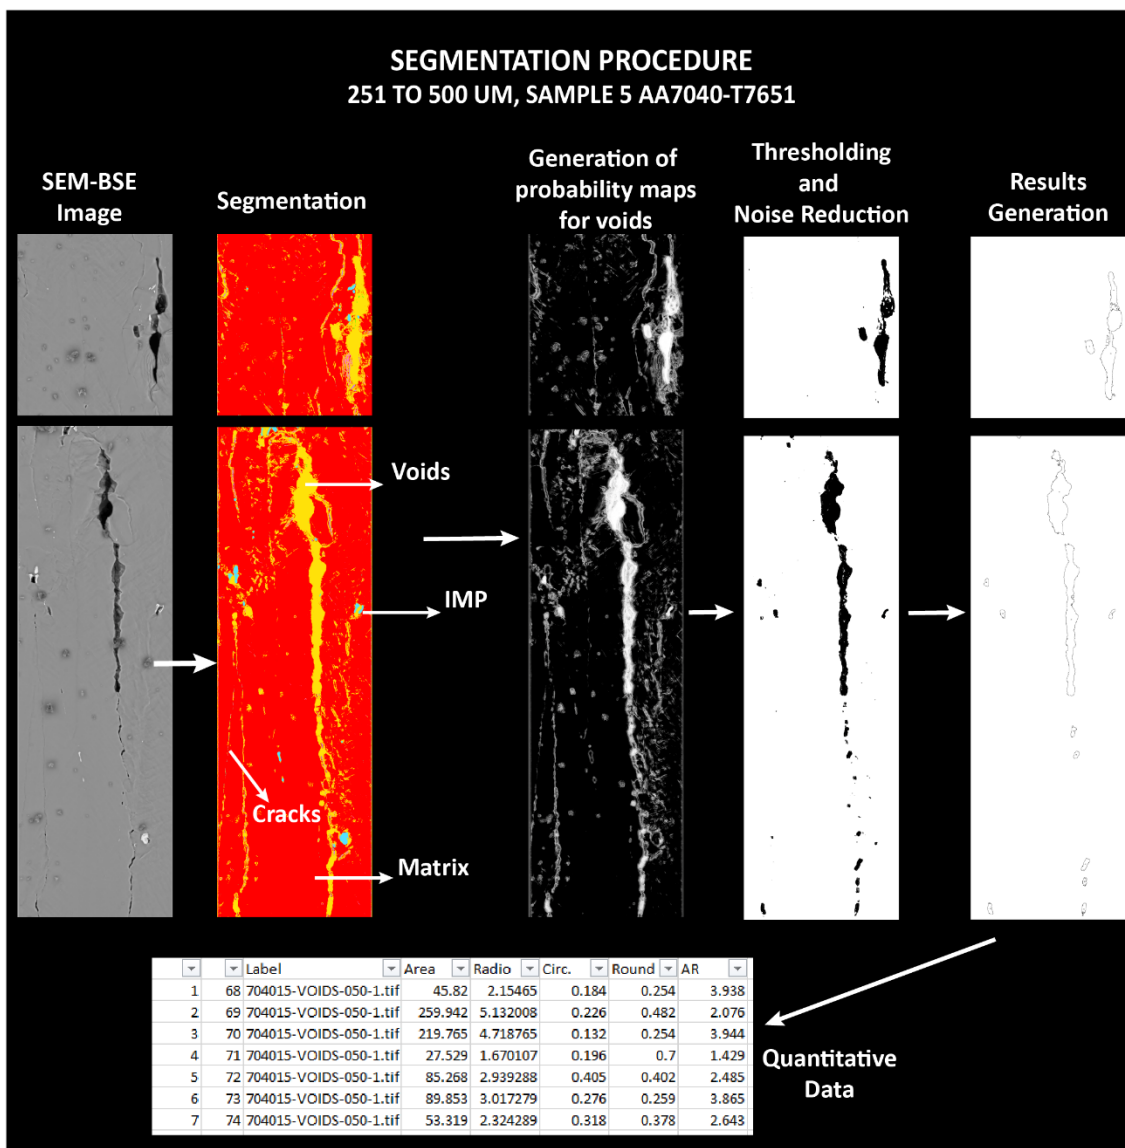 SEGMENTATION PROCEDURE
251 TO 500 UM, SAMPLE 5 AA7040-T7651
SEM-BSE
Image
Segmentation
Generation of
probability maps
for voids
Thresholding
and
Noise Reduction
Results
Generation
Voids
IMP
Cracks
Matrix
Label Area Radio Circ. Round AR
1 68 704015-VOIDS-050-1.tif 45.82 2.15465 0.184 0.254 3.938
2 69 704015-VOIDS-050-1.tif 259.942 5.132008 0.226 0.482 2.076
3 70 704015-VOIDS-050-1.tif 219.765 4.718765 0.132 0.254 3.944
4 71 704015-VOIDS-050-1.tif 27.529 1.670107 0.196 0.7 1.429
5 72 704015-VOIDS-050-1.tif 85.268 2.939288 0.405 0.402 2.485
6 73 704015-VOIDS-050-1.tif 89.853 3.017279 0.276 0.259 3.865
7 74 704015-VOIDS-050-1.tif 53.319 2.324289 0.318 0.378 2.643
Quantitative
Data